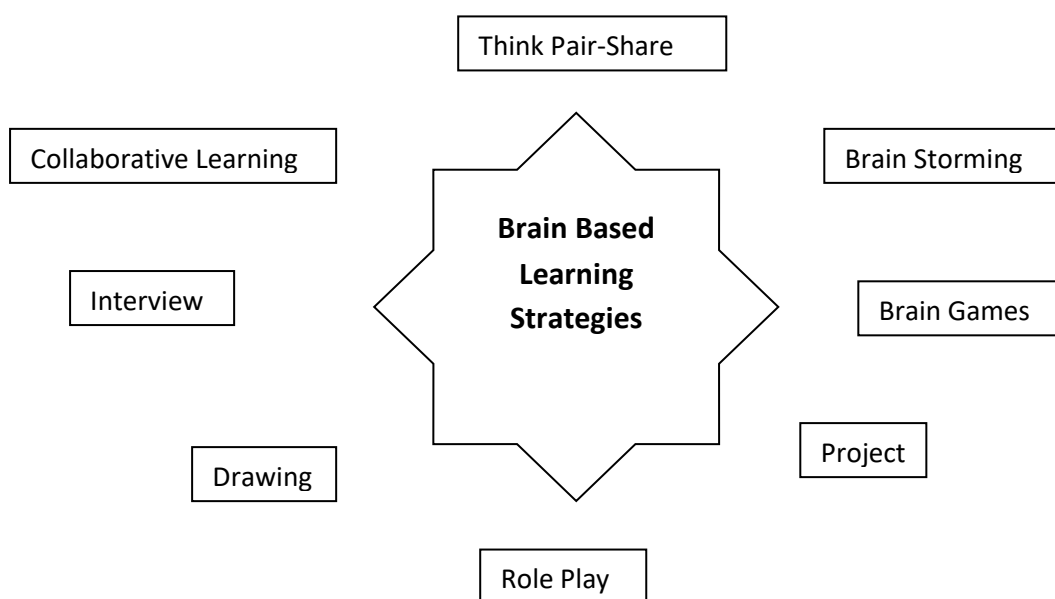 Think Pair-Share
Collaborative Learning
Brain Storming
Brain Based
Learning
Strategies
Interview
Brain Games
Project
Drawing
Role Play